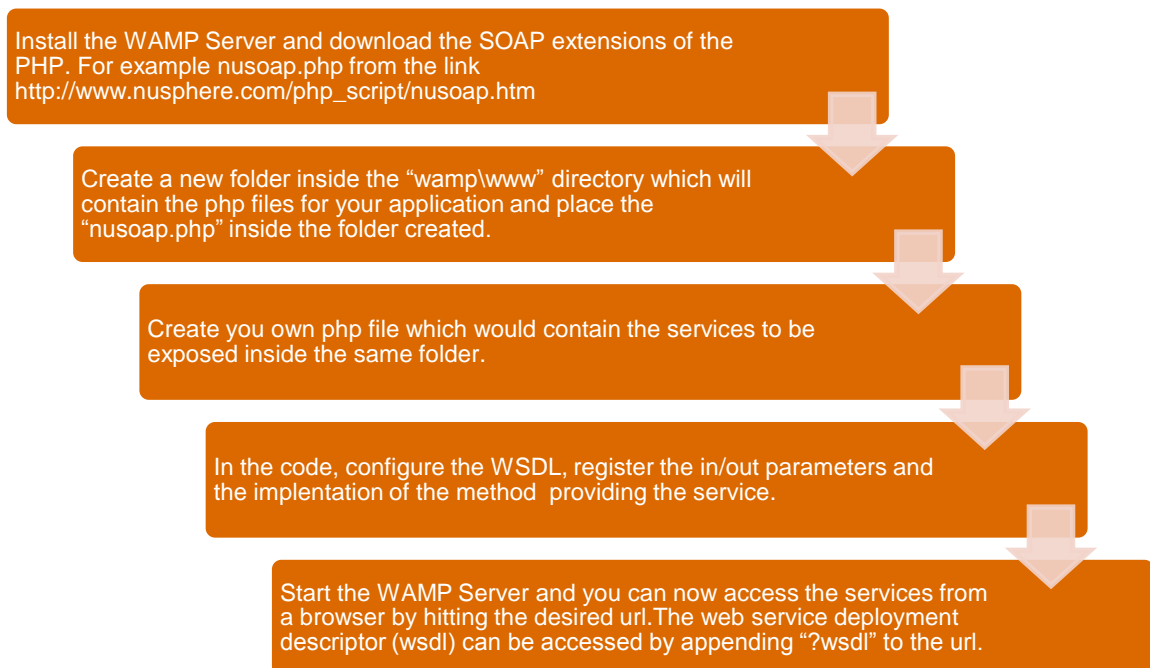 Install the WAMP Server and download the SOAP extensions of the
PHP. For example nusoap.php from the link
http://www.nusphere.com/php_script/nusoap.htm
Create a new folder inside the “wamp\www” directory which will
contain the php files for your application and place the
“nusoap.php” inside the folder created.
Create you own php file which would contain the services to be
exposed inside the same folder.
In the code, configure the WSDL, register the in/out parameters and
the implentation of the method  providing the service.
Start the WAMP Server and you can now access the services from
a browser by hitting the desired url.The web service deployment
descriptor (wsdl) can be accessed by appending “?wsdl” to the url.